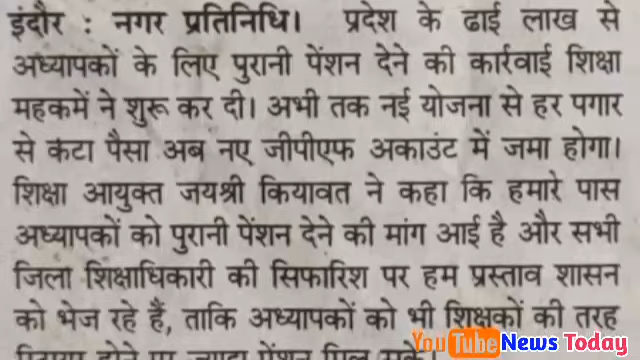 इंदौर : नगर प्रतिनिधि। प्रदेश के ढाई लाख से
अध्यापकों के लिए पुरानी पेंशन देने की कार्रवाई शिक्षा
महकमें ने शुरू कर दी। अभी तक नई योजना से हर पगार
से कटा पैसा अब नए जीपीएफ अकाउंट में जमा होगा।
शिक्षा आयुक्त जयश्री कियावत ने कहा कि हमारे पास
अध्यापकों को पुरानी पेंशन देने की मांग आई है और सभी
जिला शिक्षाधिकारी की सिफारिश पर हम प्रस्ताव शासन
को भेज रहे हैं, ताकि अध्यापकों को भी शिक्षकों की तरह
YouTube News Today